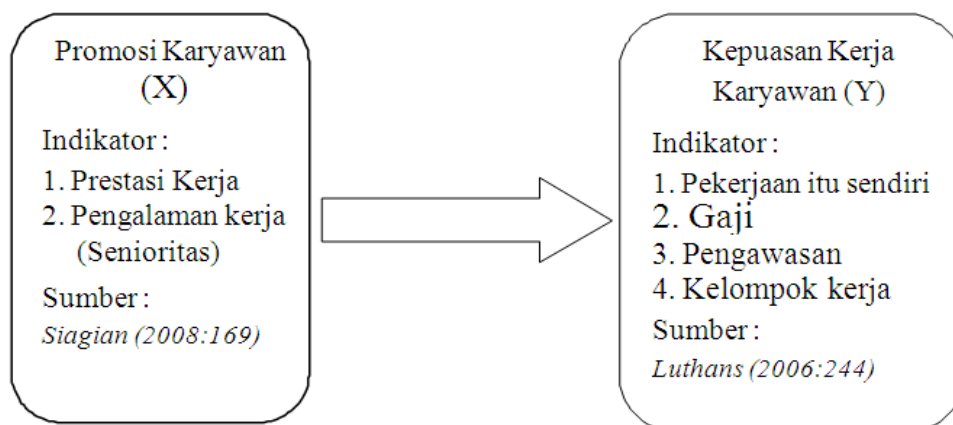 Promosi Karyawan
(X)
Indikator :
1. Prestasi Kerja
2. Pengalaman kerja
(Senioritas)
Sumber :
Siagian (2008:169)
Kepuasan Kerja
Karyawan (Y)
Indikator :
1. Pekerjaan itu sendiri
2. Gaji
3. Pengawasan
4. Kelompok kerja
Sumber :
Luthans (2006:244)